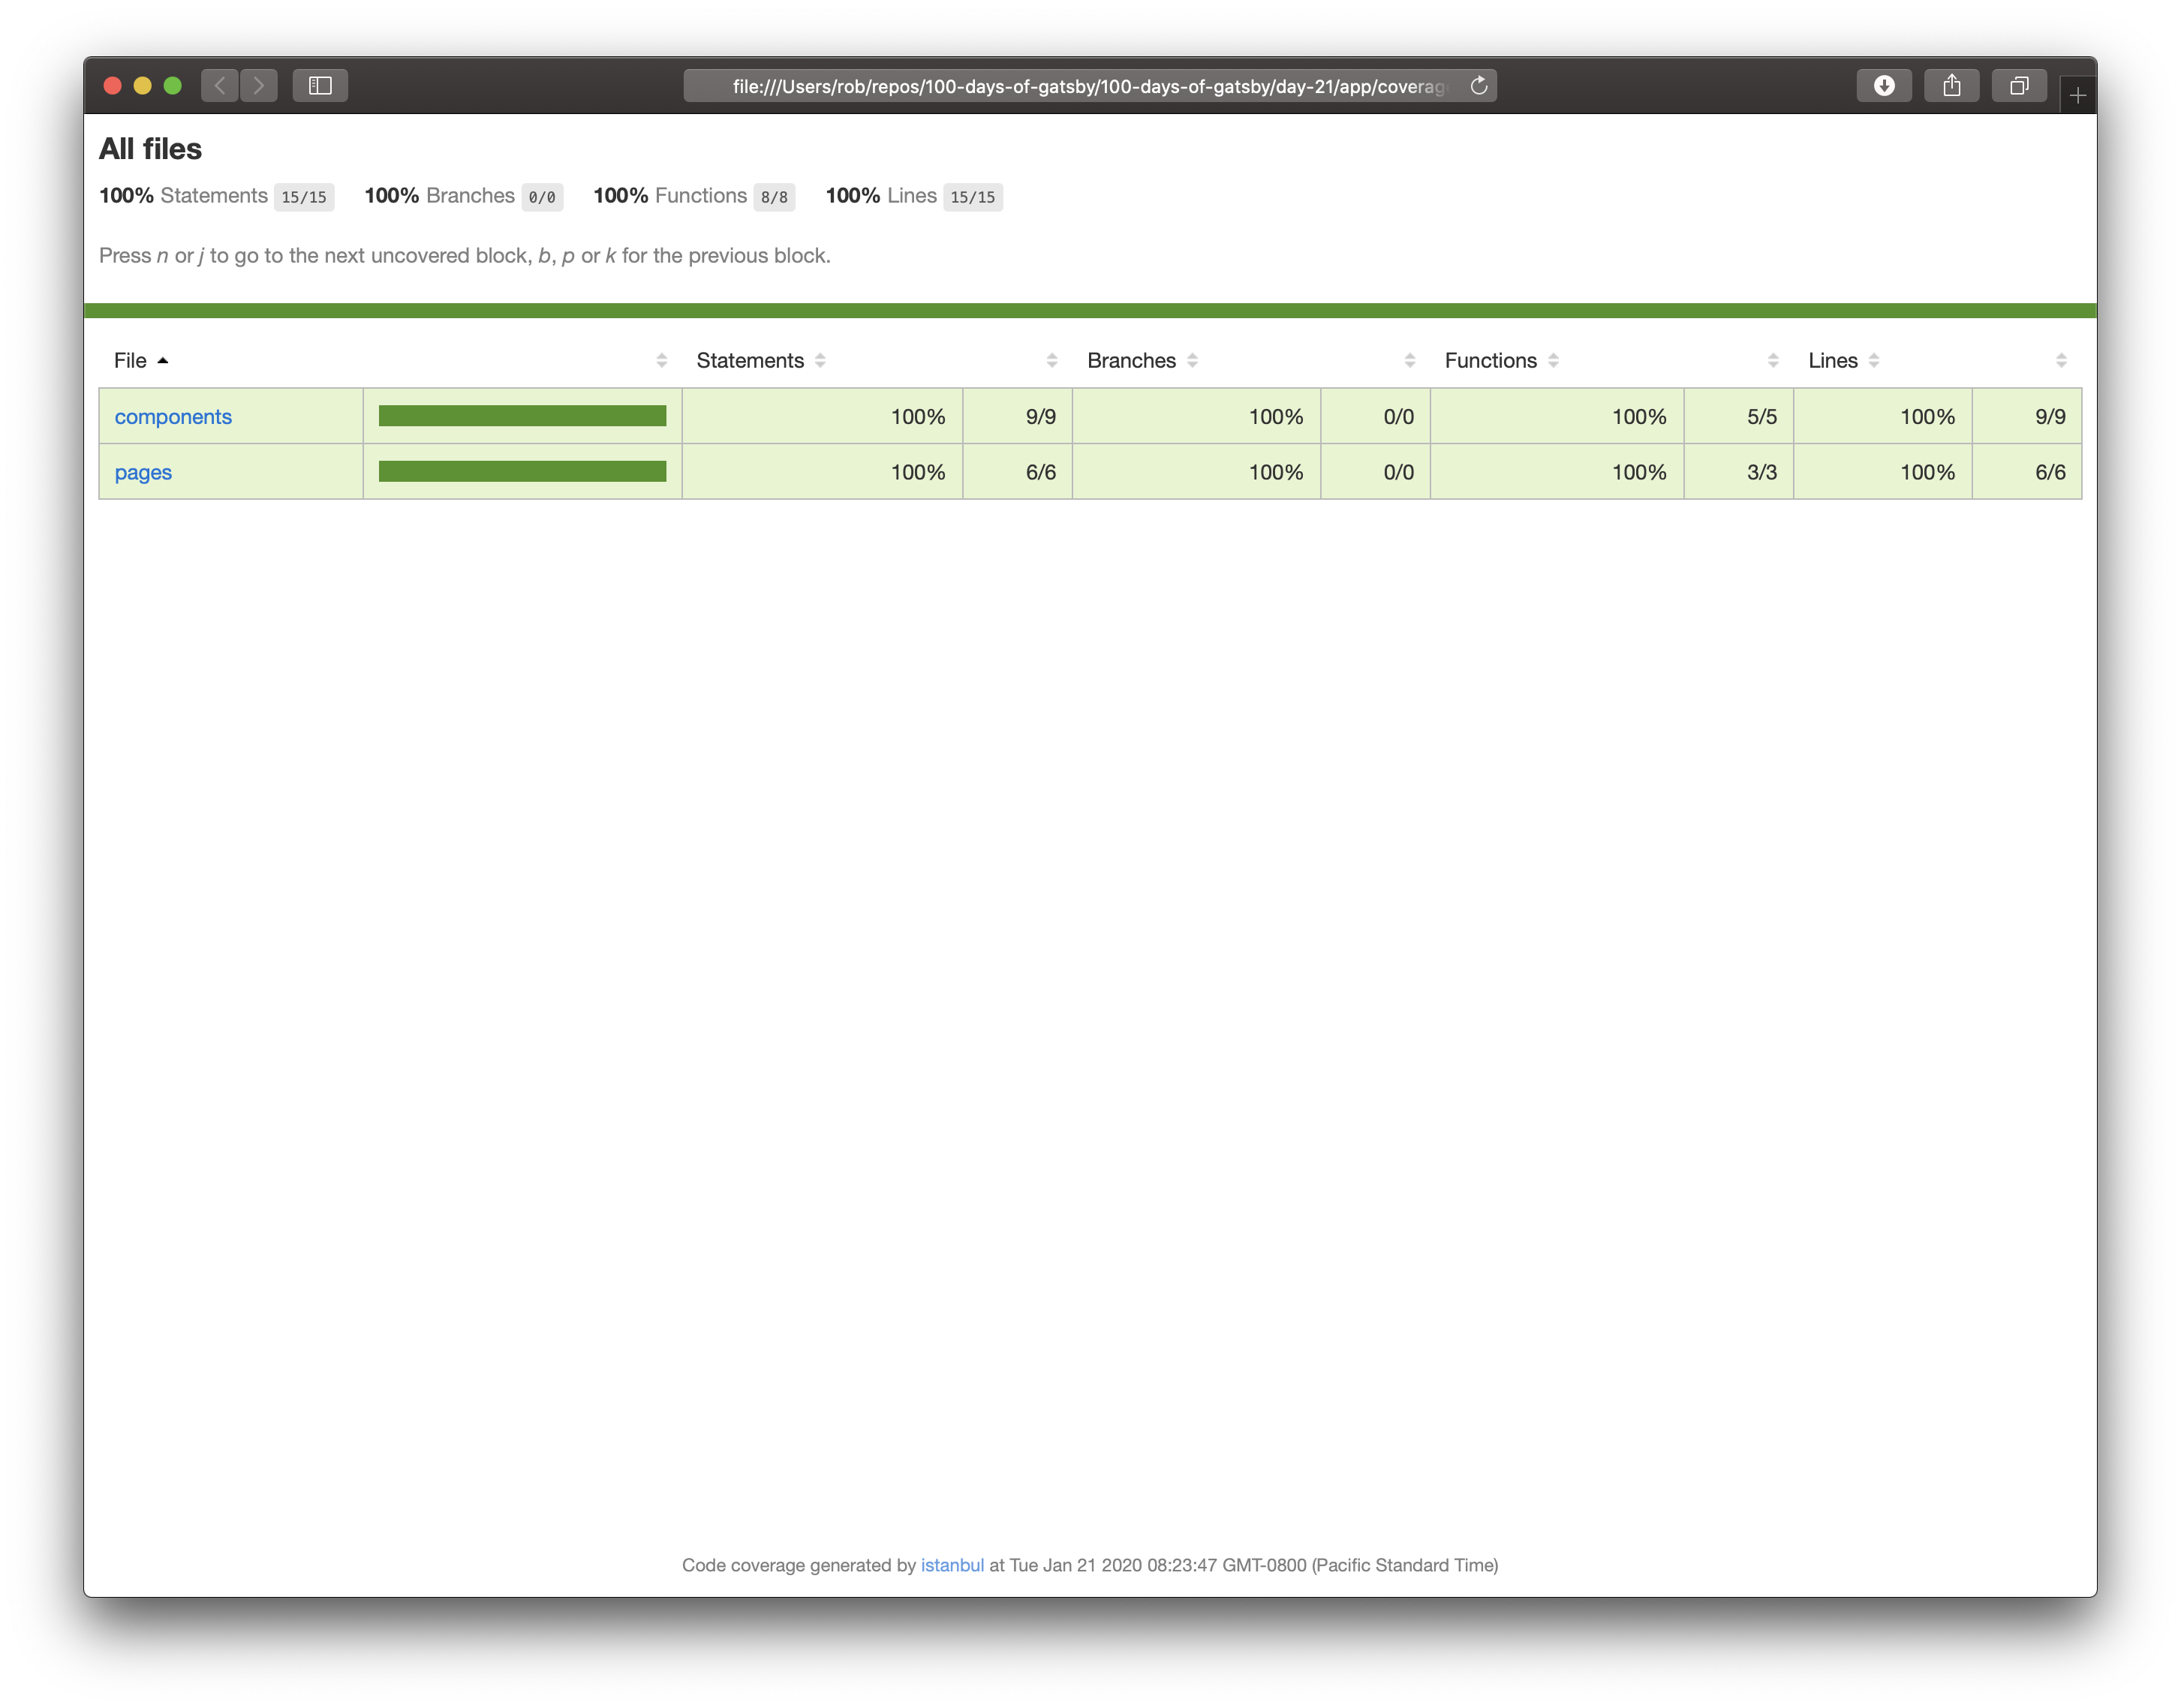 file:///Users/rob/repos/100-days-of-gatsby/100-days-of-gatsby/day-21/app/coverag
All files
100% Statements 15/15 100% Branches 0/0 100% Functions 8/8 100% Lines 15/15
Press n or j to go to the next uncovered block, b, p or k for the previous block.
File Statements Branches Functions Lines
components 100% 9/9 100% 0/0 100% 5/5 100% 9/9
pages 100% 6/6 100% 0/0 100% 3/3 100% 6/6
Code coverage generated by istanbul at Tue Jan 21 2020 08:23:47 GMT-0800 (Pacific Standard Time)